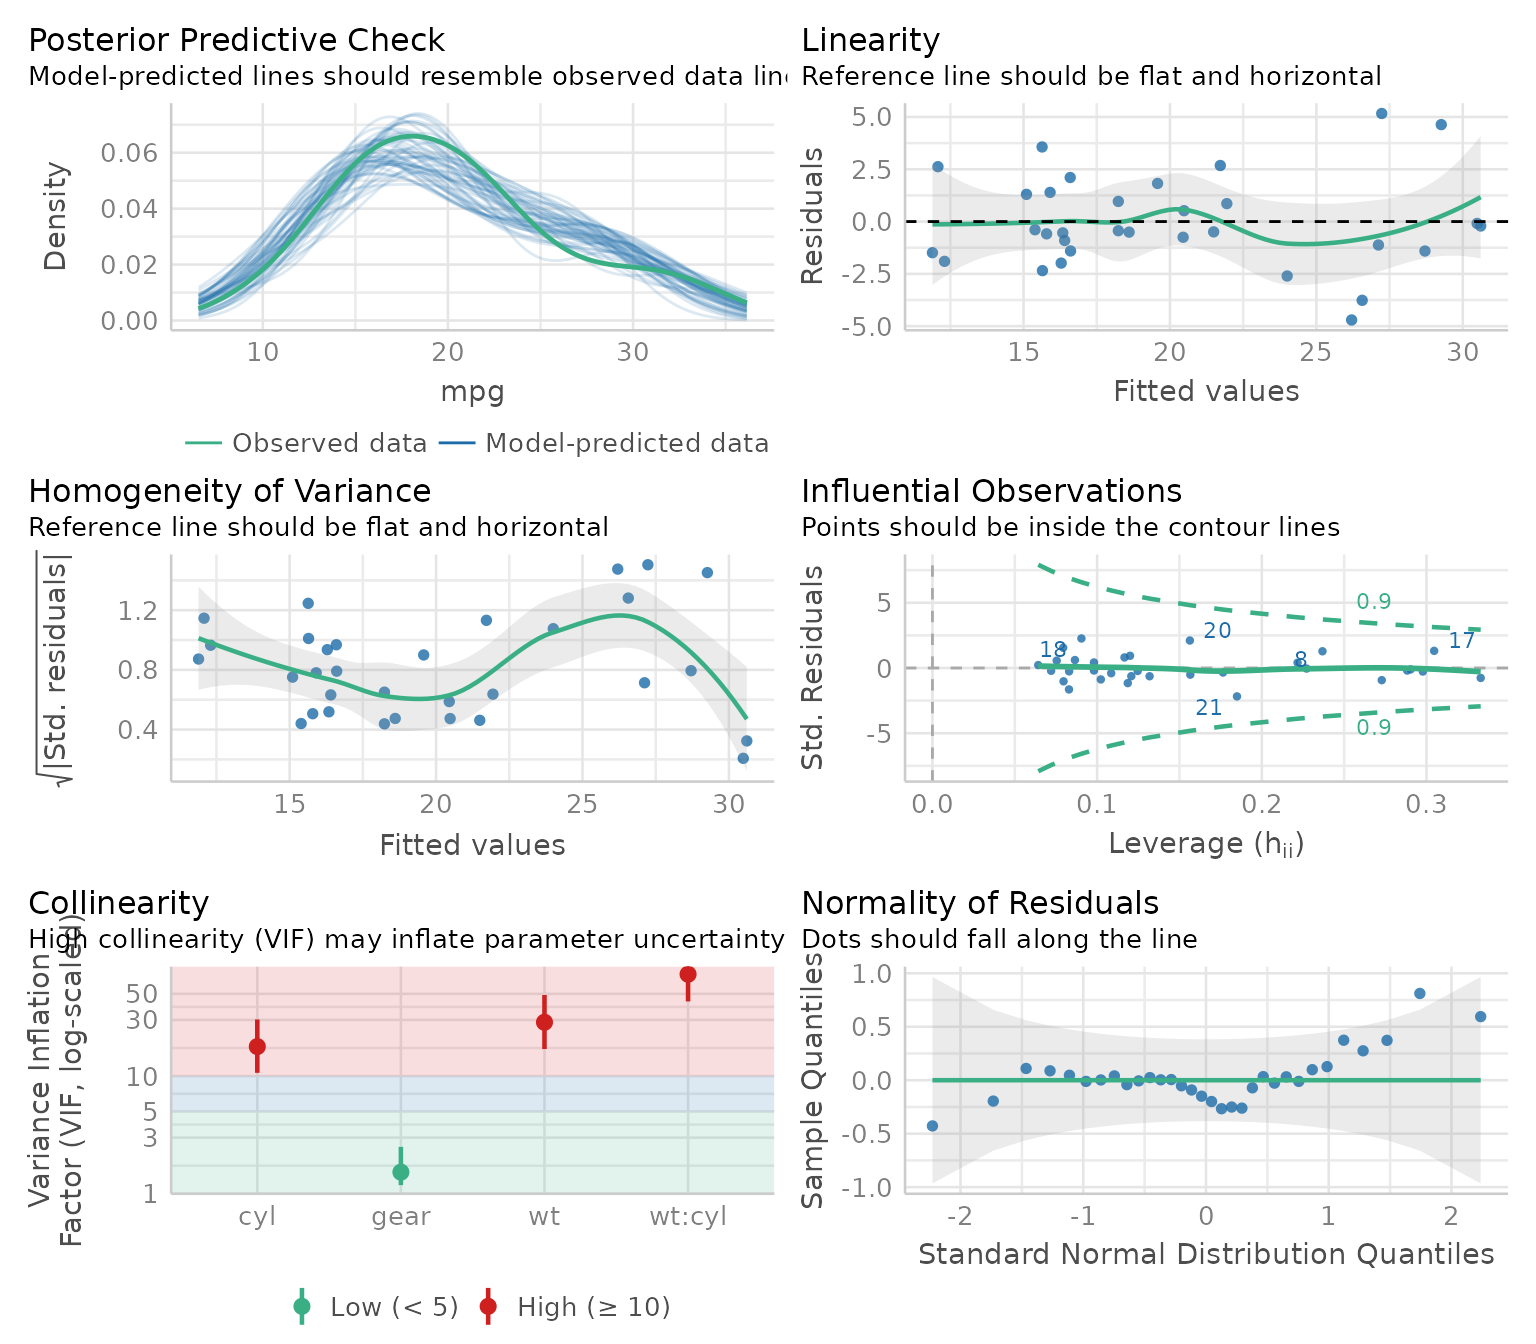 Posterior Predictive Check
Model-predicted lines should resemble observed data line
Density
0.06
0.04
0.02
0.00
10 20 30
mpg
Observed data Model-predicted data
Linearity
Reference line should be flat and horizontal
Residuals
5.0
2.5
0.0
-2.5
-5.0
15 20 25 30
Fitted values
Homogeneity of Variance
Reference line should be flat and horizontal
√|Std. residuals|
1.2
0.8
0.4
15 20 25 30
Fitted values
Influential Observations
Points should be inside the contour lines
Std. Residuals
5
0
-5
0.9
20
17
18
8
21
0.9
0.0 0.1 0.2 0.3
Leverage (hii)
Collinearity
High collinearity (VIF) may inflate parameter uncertainty
Variance Inflation
Factor (VIF, log-scaled)
50
30
10
5
3
1
cyl gear wt wt:cyl
Low (< 5) High (≥ 10)
Normality of Residuals
Dots should fall along the line
Sample Quantiles
1.0
0.5
0.0
-0.5
-1.0
-2 -1 0 1 2
Standard Normal Distribution Quantiles